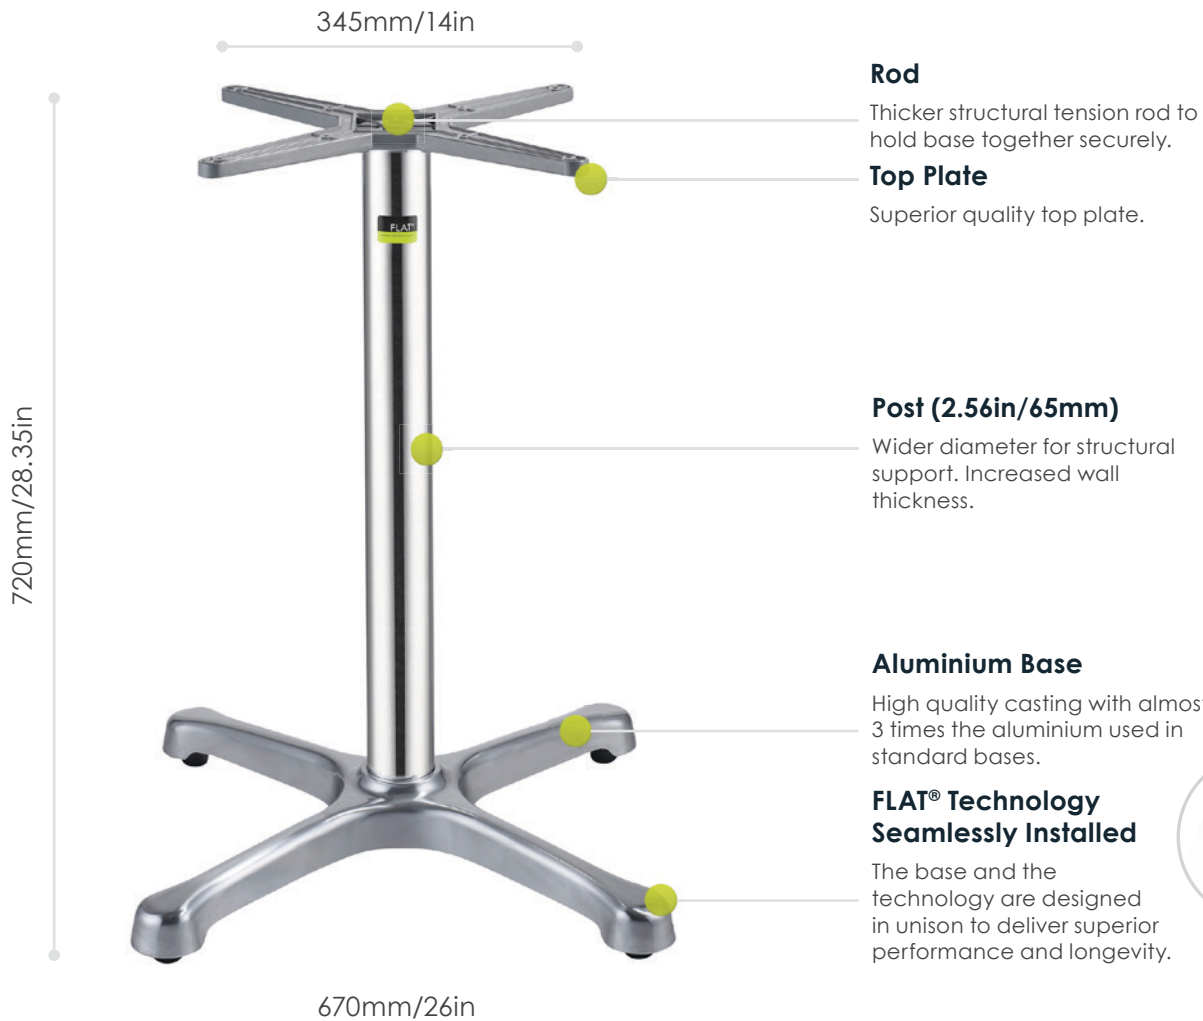 345mm/14in
Rod
Thicker structural tension rod to
hold base together securely.
Top Plate
Superior quality top plate.
FLAT®
Post (2.56in/65mm)
Wider diameter for structural
support. Increased wall
thickness.
720mm/28.35in
Aluminium Base
High quality casting with almost
3 times the aluminium used in
standard bases.
FLAT® Technology
Seamlessly Installed
The base and the
technology are designed
in unison to deliver superior
performance and longevity.
670mm/26in